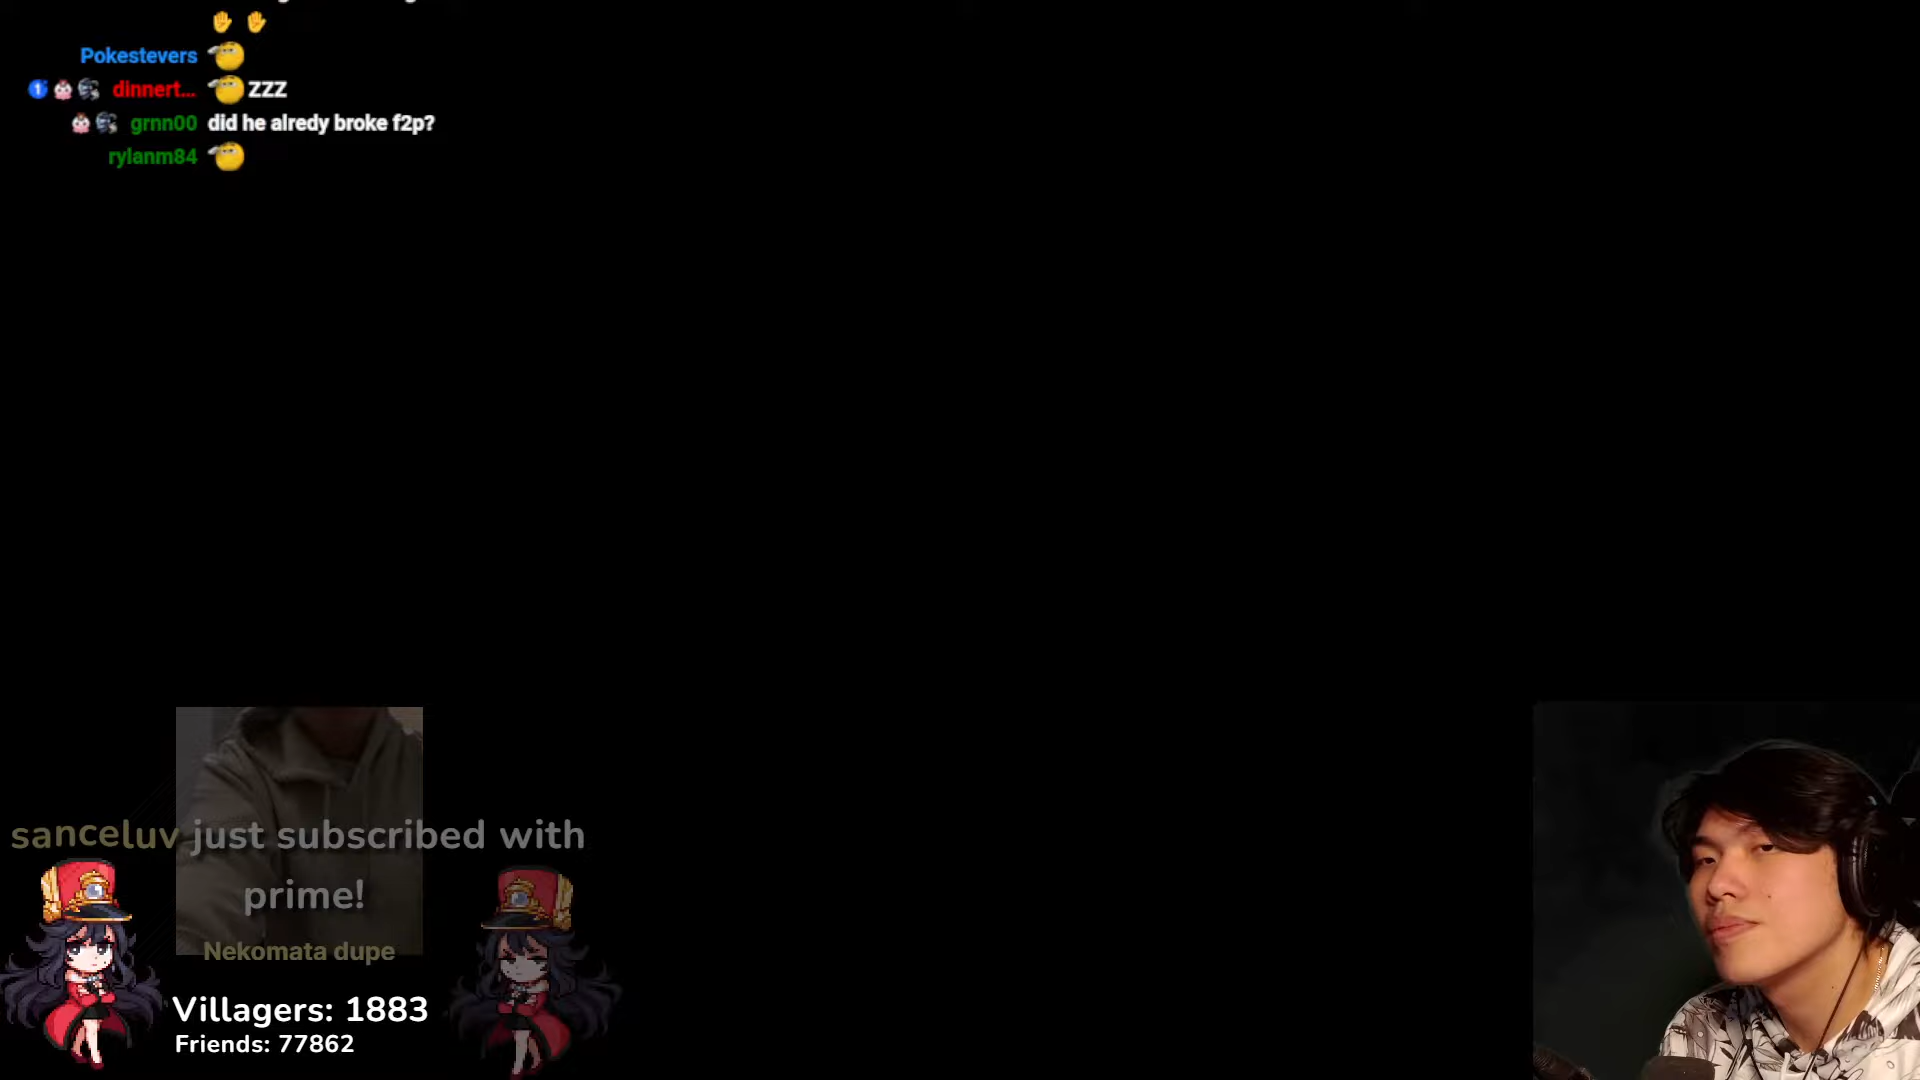 Pokestevers
dinnert... ZZZ
grnn00 did he alredy broke f2p?
rylanm84
sanceluv just subscribed with
prime!
Nekomata dupe
Villagers: 1883
Friends: 77862